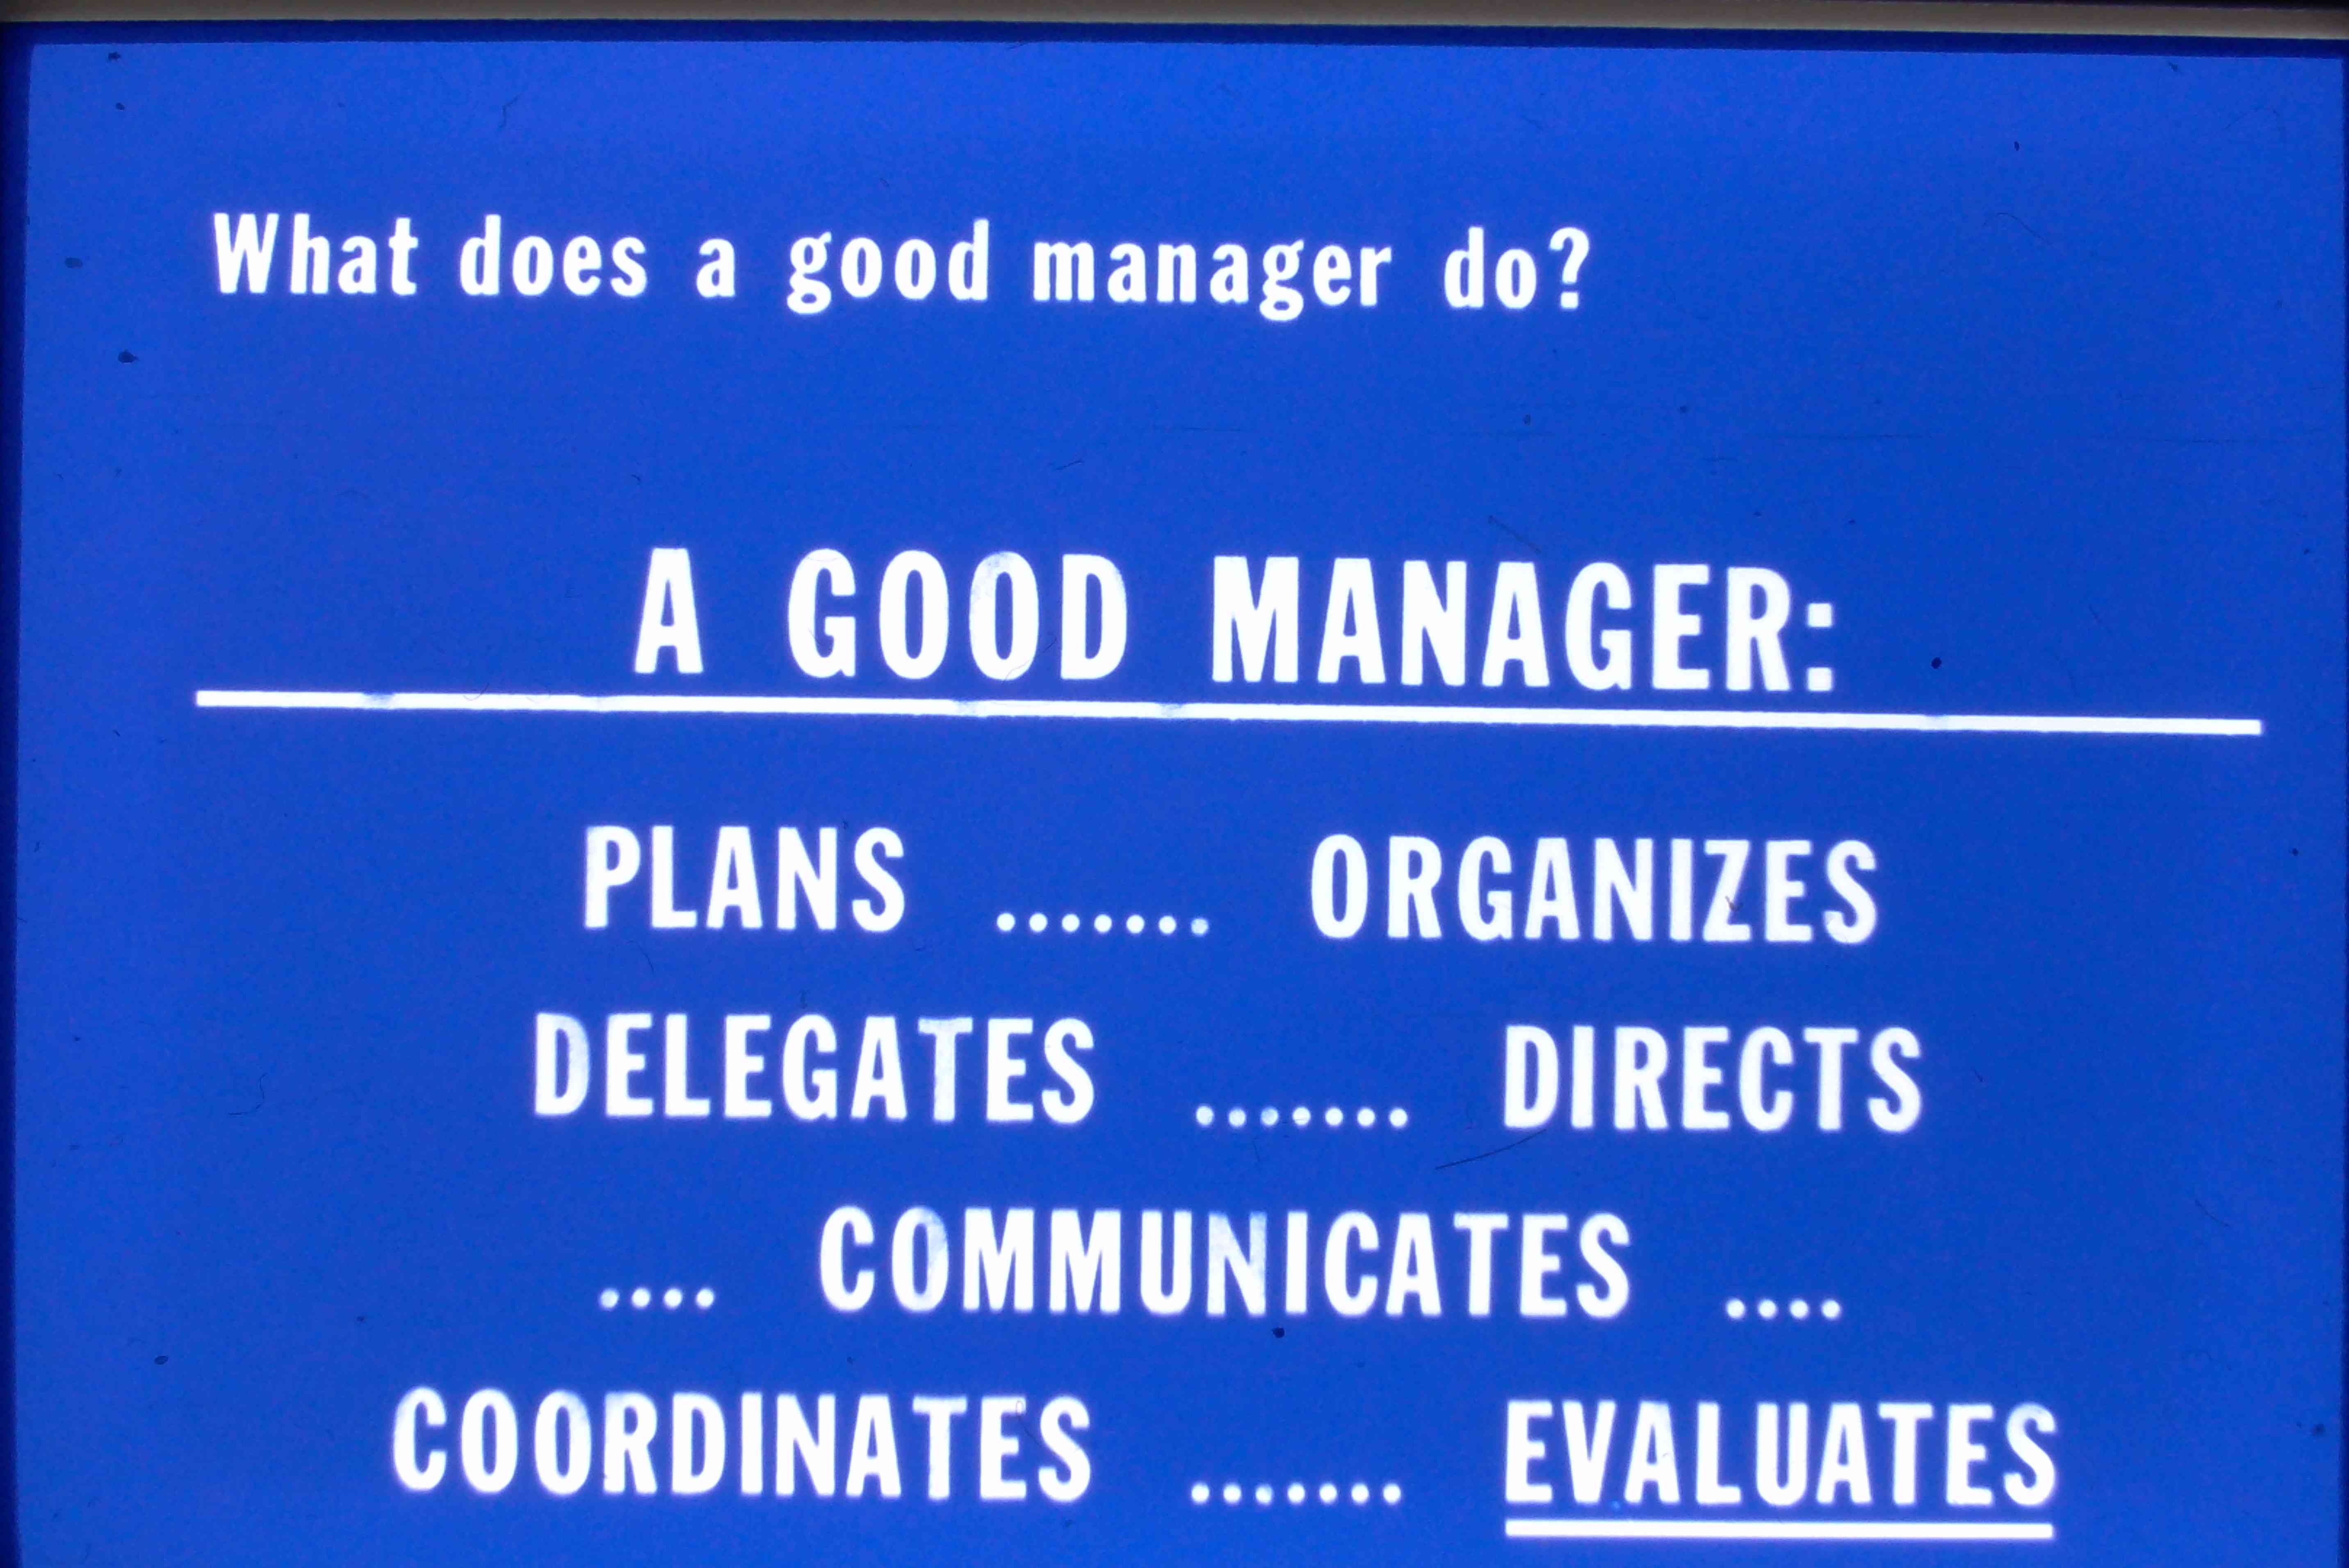 What does a good manager do?
A GOOD MANAGER:
PLANS ....... ORGANIZES
DELEGATES ....... DIRECTS
.... COMMUNICATES ....
COORDINATES ....... EVALUATES